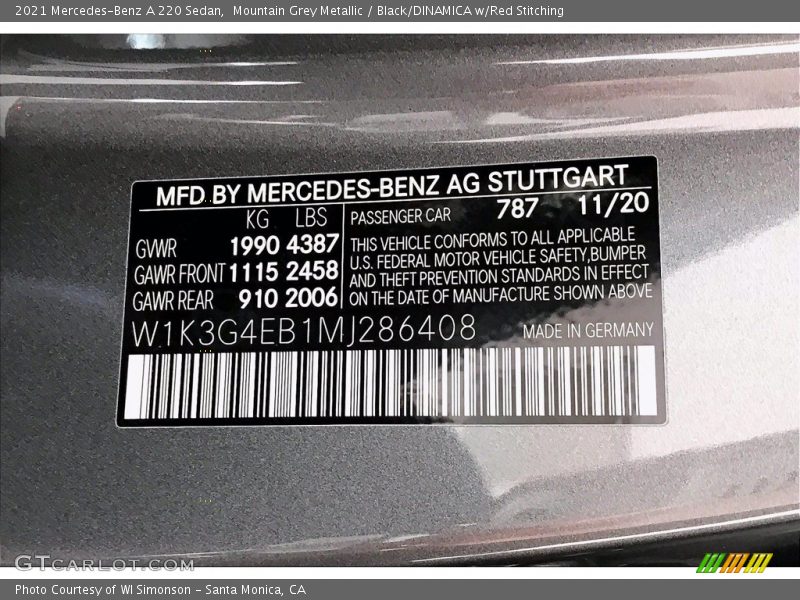 2021 Mercedes-Benz A 220 Sedan,  Mountain Grey Metallic / Black/DINAMICA w/Red Stitching
MFD. BY MERCEDES-BENZ AG STUTTGART
KG LBS
PASSENGER CAR 787 11/20
GWR 1990 4387
GAWR FRONT 1115 2458
GAWR REAR 910 2006
THIS VEHICLE CONFORMS TO ALL APPLICABLE
U.S. FEDERAL MOTOR VEHICLE SAFETY, BUMPER
AND THEFT PREVENTION STANDARDS IN EFFECT
ON THE DATE OF MANUFACTURE SHOWN ABOVE
W1K3G4EB1MJ286408 MADE IN GERMANY
GTCARLOT.COM
Photo Courtesy of WI Simonson - Santa Monica, CA